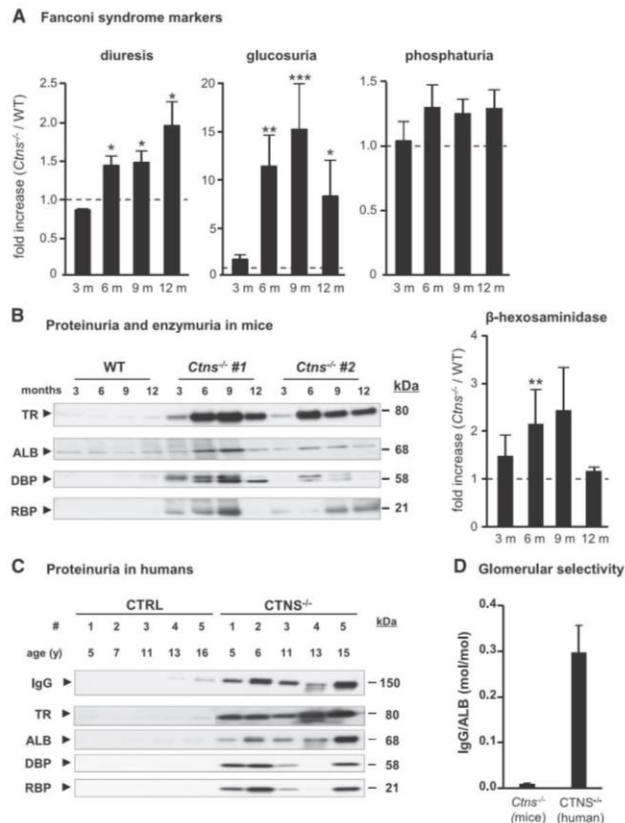 A Fanconi syndrome markers
diuresis glucosuria phosphaturia
fold increase (Ctns-/- / WT)
2.5
2.0
1.5
1.0
0.5
0
3 m 6 m 9 m 12 m
* * * *
20
15
10
5
0
3 m 6 m 9 m 12 m
** *** *
1.5
1.0
0.5
0
3 m 6 m 9 m 12 m
B Proteinuria and enzymuria in mice
WT Ctns-/- #1 Ctns-/- #2
months 3 6 9 12 3 6 9 12 3 6 9 12 kDa
TR ► – 80
ALB ► – 68
DBP ► – 58
RBP ► – 21
β-hexosaminidase
fold increase (Ctns-/- / WT)
4
3
2
1
0
**
3 m 6 m 9 m 12 m
C Proteinuria in humans
CTRL CTNS-/-
# 1 2 3 4 5 1 2 3 4 5 kDa
age (y) 5 7 11 13 16 5 6 11 13 15
IgG ► – 150
TR ► – 80
ALB ► – 68
DBP ► – 58
RBP ► – 21
D Glomerular selectivity
IgG/ALB (mol/mol)
0.4
0.3
0.2
0.1
0.0
Ctns-/- CTNS-/-
(mice) (human)